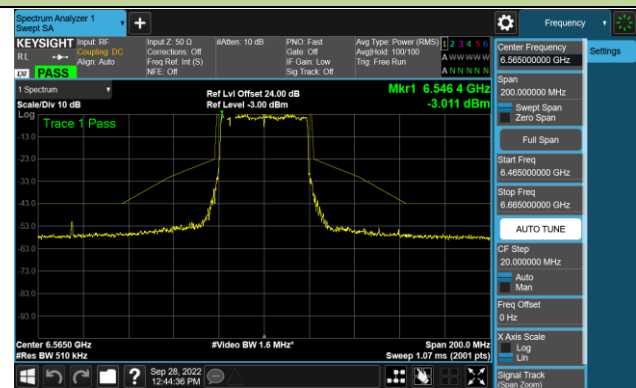 Spectrum Analyzer 1
Swept SA
Frequency
KEYSIGHT
Input: RF
Coupling: DC
Align: Auto
Input Z: 50 Ω
Corrections: Off
Freq Ref: Int (S)
NFE: Off
#Atten: 10 dB
PNO: Fast
Gate: Off
IF Gain: Low
Sig Track: Off
Avg Type: Power (RMS)
Avg|Hold: 100/100
Trig: Free Run
1 2 3 4 5 6
A W W W W W
A N N N N N
RL
LXI
PASS
1 Spectrum
Scale/Div 10 dB
Log
Ref Lvl Offset 24.00 dB
Ref Level -3.00 dBm
Mkr1 6.546 4 GHz
-3.011 dBm
Trace 1 Pass
1
-13.0
-23.0
-33.0
-43.0
-53.0
-63.0
-73.0
-83.0
-93.0
Center 6.5650 GHz
#Res BW 510 kHz
#Video BW 1.6 MHz*
Span 200.0 MHz
Sweep 1.07 ms (2001 pts)
Sep 28, 2022
12:44:36 PM
Center Frequency
6.565000000 GHz
Settings
Span
200.000000 MHz
Swept Span
Zero Span
Full Span
Start Freq
6.465000000 GHz
Stop Freq
6.665000000 GHz
AUTO TUNE
CF Step
20.000000 MHz
Auto
Man
Freq Offset
0 Hz
X Axis Scale
Log
Lin
Signal Track
(Span Zoom)